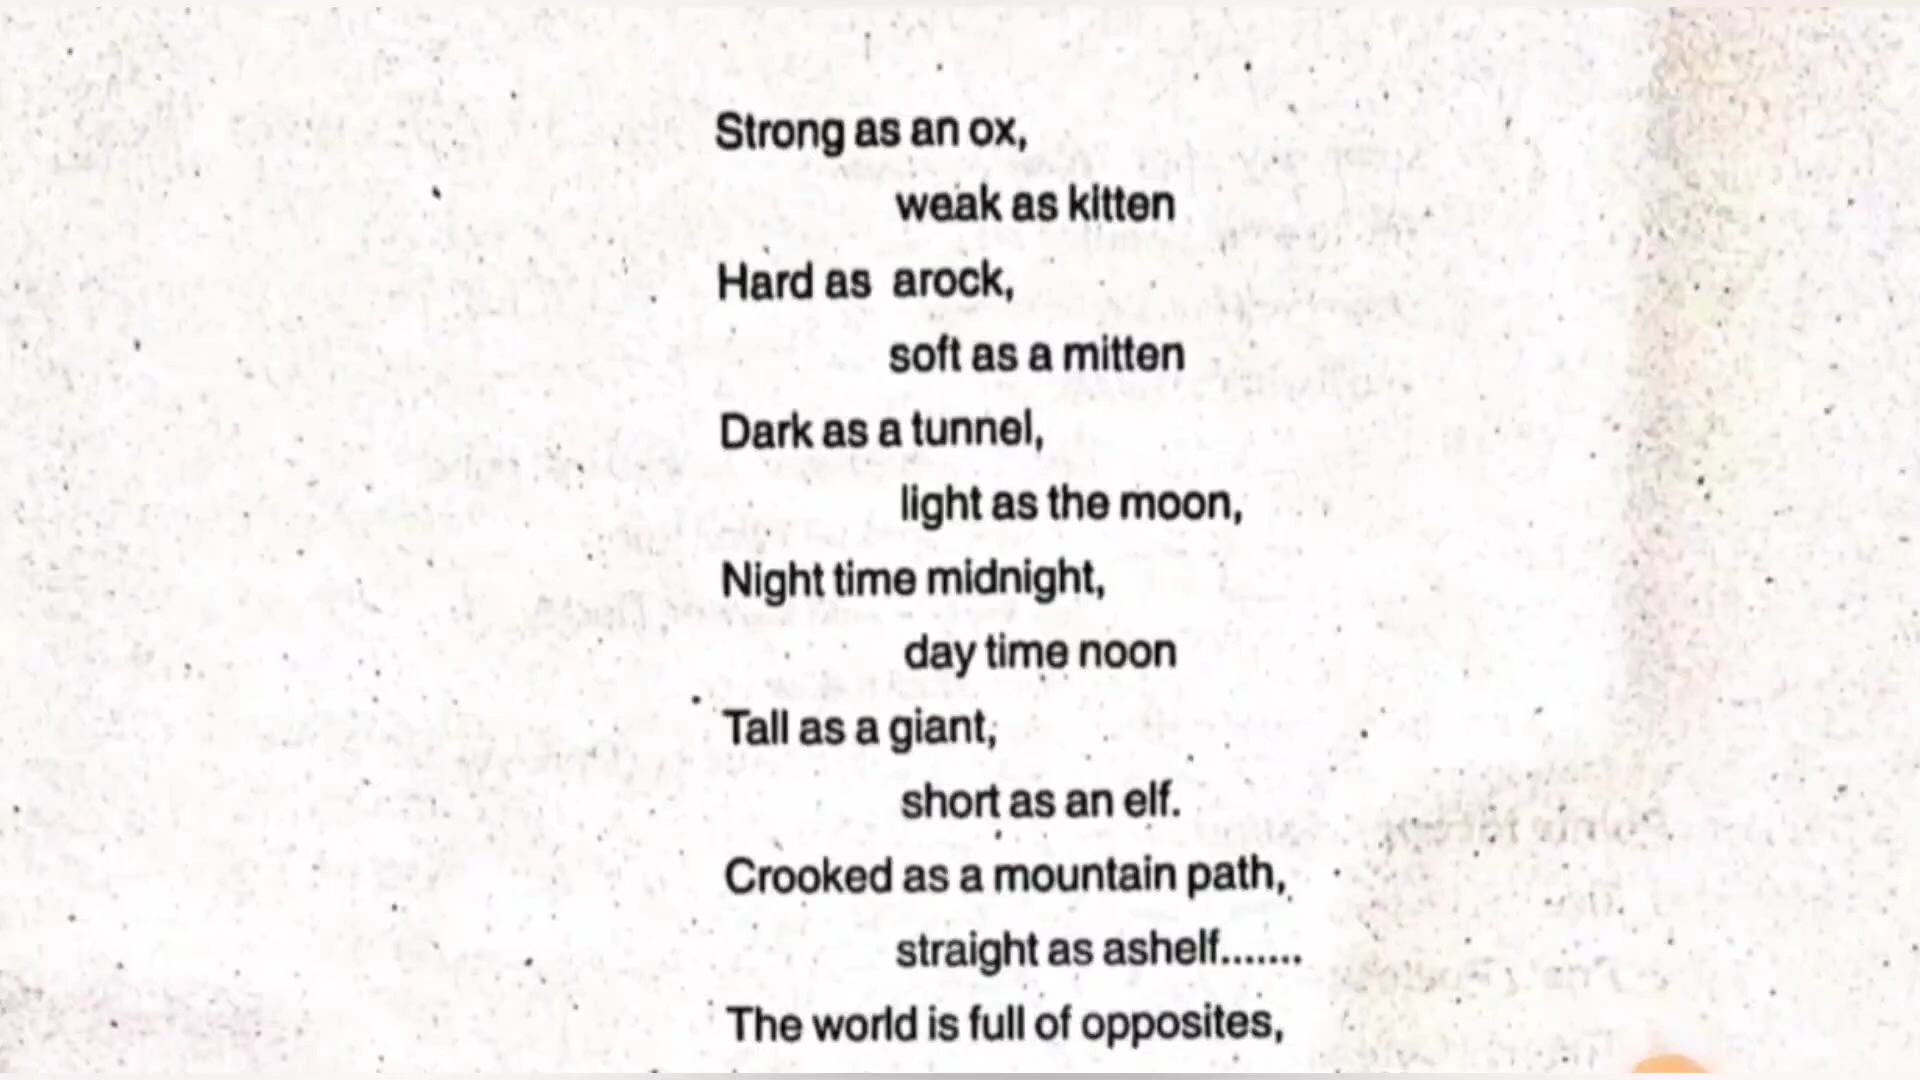 Strong as an ox,
weak as kitten
Hard as arock,
soft as a mitten
Dark as a tunnel,
light as the moon,
Night time midnight,
day time noon
Tall as a giant,
short as an elf.
Crooked as a mountain path,
straight as ashelf.......
The world is full of opposites,